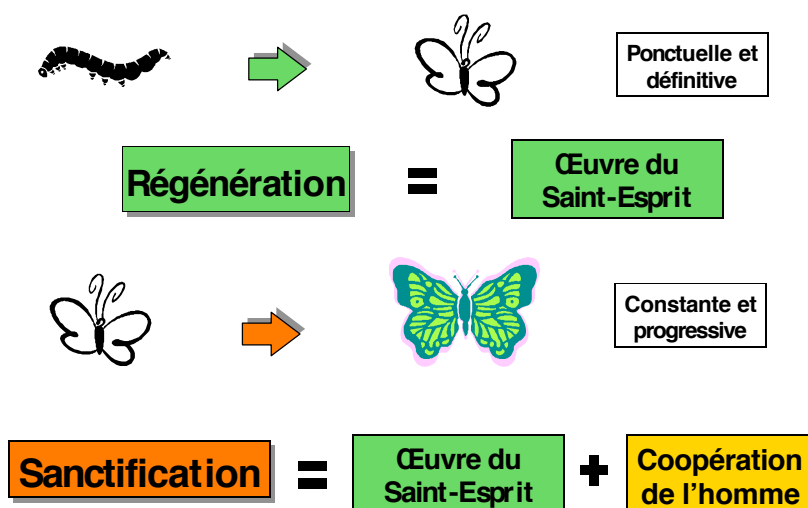 Ponctuelle et
définitive
Régénération = Œuvre du
Saint-Esprit
Constante et
progressive
Sanctification = Œuvre du
Saint-Esprit + Coopération
de l'homme